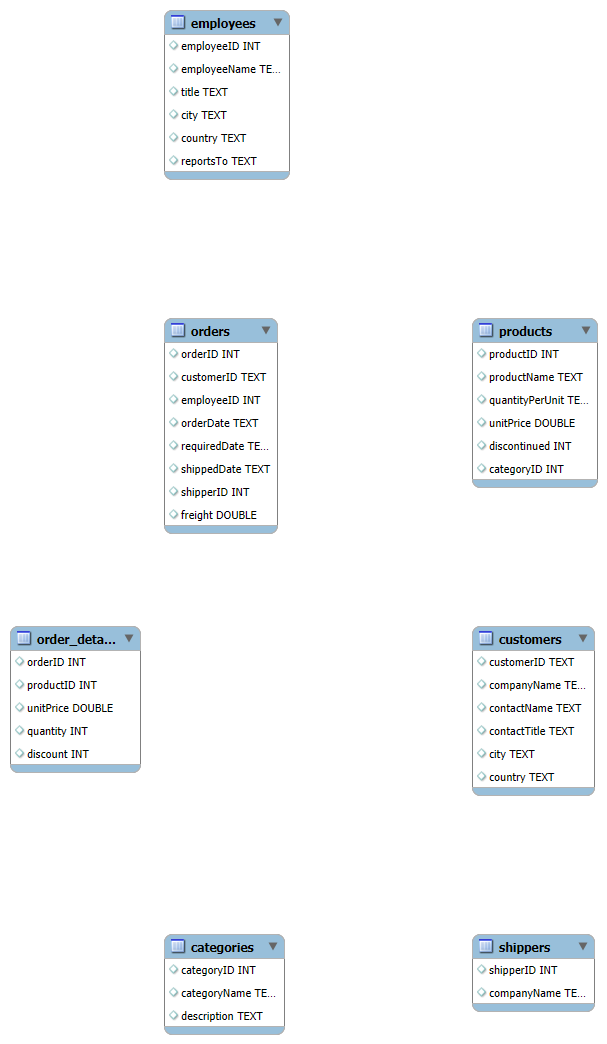 employees
employeeID INT
employeeName TE...
title TEXT
city TEXT
country TEXT
reportsTo TEXT
orders
orderID INT
customerID TEXT
employeeID INT
orderDate TEXT
requiredDate TE...
shippedDate TEXT
shipperID INT
freight DOUBLE
products
productID INT
productName TEXT
quantityPerUnit TE...
unitPrice DOUBLE
discontinued INT
categoryID INT
order_deta...
orderID INT
productID INT
unitPrice DOUBLE
quantity INT
discount INT
customers
customerID TEXT
companyName TE...
contactName TEXT
contactTitle TEXT
city TEXT
country TEXT
categories
categoryID INT
categoryName TE...
description TEXT
shippers
shipperID INT
companyName TE...